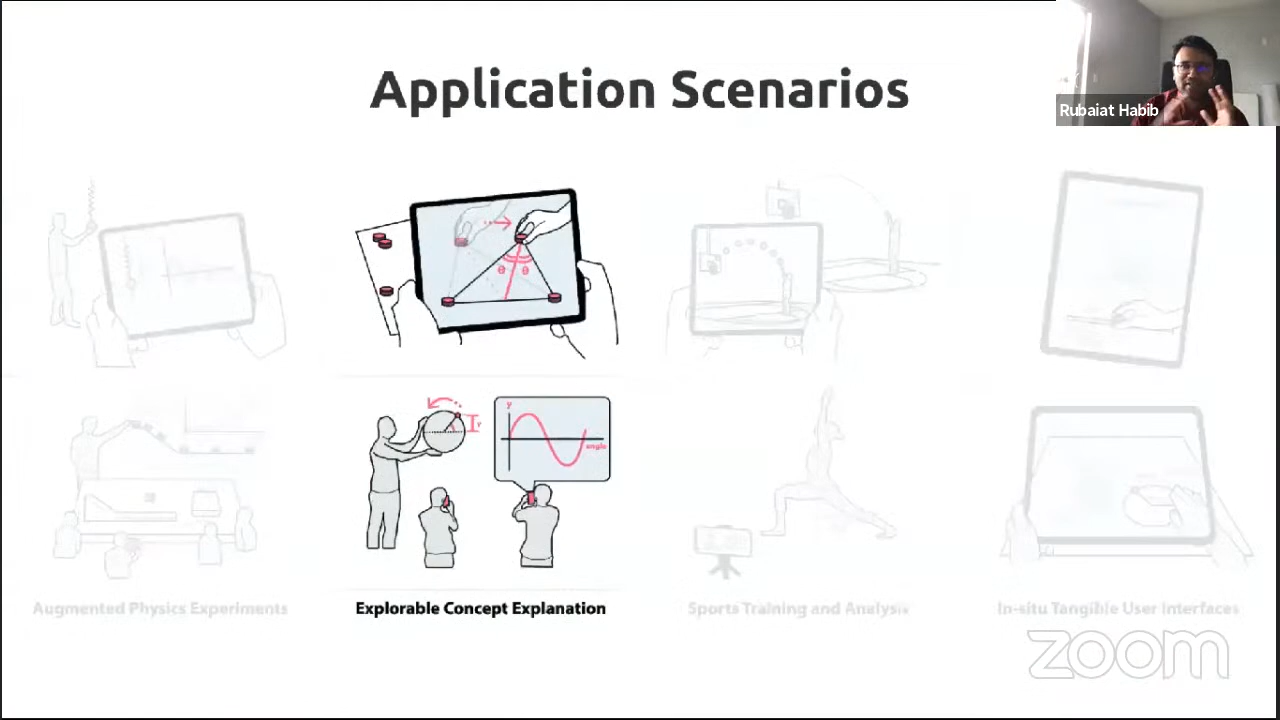 Application Scenarios
Rubaiat Habib
θ θ
y
r
angle
Augmented Physics Experiments
Explorable Concept Explanation
Sports Training and Analysis
In-situ Tangible User Interfaces
zoom